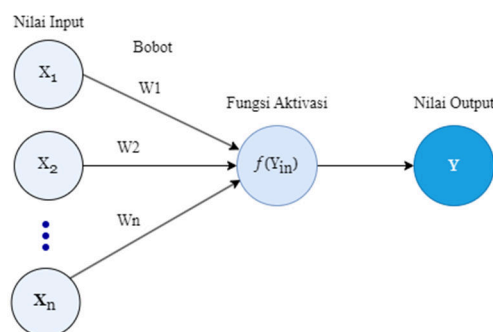 Nilai Input
Bobot
X1
W1
Fungsi Aktivasi
Nilai Output
X2
W2
f(Yin)
Y
Wn
Xn